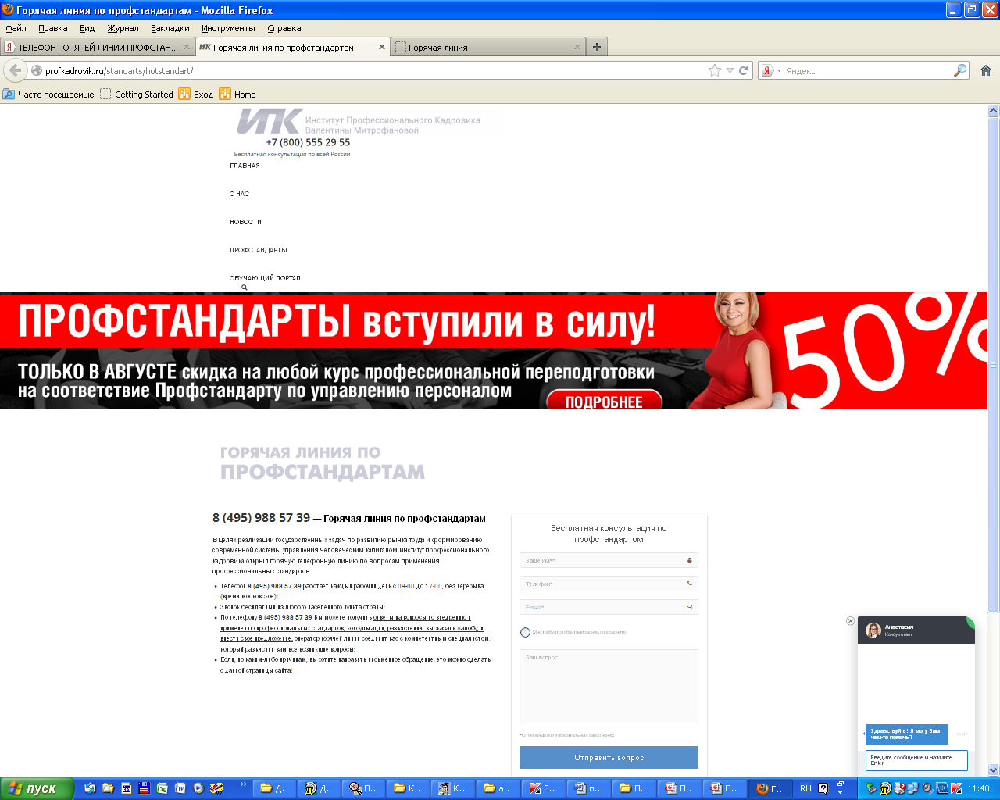 Горячая линия по профстандартам - Mozilla Firefox
Файл Правка Вид Журнал Закладки Инструменты Справка
ТЕЛЕФОН ГОРЯЧЕЙ ЛИНИИ ПРОФСТАН... Горячая линия по профстандартам Горячая линия
profkadrovik.ru/standarts/hotstandart/ Яндекс
Часто посещаемые Getting Started Вход Home
ИПК Институт Профессионального Кадровика
Валентины Митрофановой
+7 (800) 555 29 55
Бесплатная консультация по всей России
ГЛАВНАЯ
О НАС
НОВОСТИ
ПРОФСТАНДАРТЫ
ОБУЧАЮЩИЙ ПОРТАЛ
ПРОФСТАНДАРТЫ вступили в силу!
50%
ТОЛЬКО В АВГУСТЕ скидка на любой курс профессиональной переподготовки
на соответствие Профстандарту по управлению персоналом
ПОДРОБНЕЕ
ГОРЯЧАЯ ЛИНИЯ ПО
ПРОФСТАНДАРТАМ
8 (495) 988 57 39 — Горячая линия по профстандартам
В целях реализации государственных задач по развитию рынка труда и формированию
современной системы управления человеческим капиталом Институт профессионального
кадровика открыл горячую телефонную линию по вопросам применения
профессиональных стандартов.
Телефон 8 (495) 988 57 39 работает каждый рабочий день с 09-00 до 17-00, без перерыва
(время московское);
Звонок бесплатный из любого населенного пункта страны;
По телефону 8 (495) 988 57 39 Вы можете получить ответы на вопросы по внедрению и
применению профессиональных стандартов, консультации, разъяснения, высказать жалобу, и
внести свое предложение; оператор горячей линии соединит вас с компетентным специалистом,
который разъяснит вам все возникшие вопросы;
Если, по каким-либо причинам, вы хотите направить письменное обращение, это можно сделать
с данной страницы сайта!
Бесплатная консультация по
профстандартом
Ваше имя*
Телефон*
E-mail*
Мне требуется обратный звонок, перезвоните
Ваш вопрос
*Отмеченные поля обязательны к заполнению
Отправить вопрос
Анастасия
Консультант
Здравствуйте! Я могу Вам
чем-то помочь?
11:47
Введите сообщение и нажмите
Enter
пуск Д. Д. П.. К.. К.. а.. F.. п.. П.. П.. П.. Г.. RU 11:48